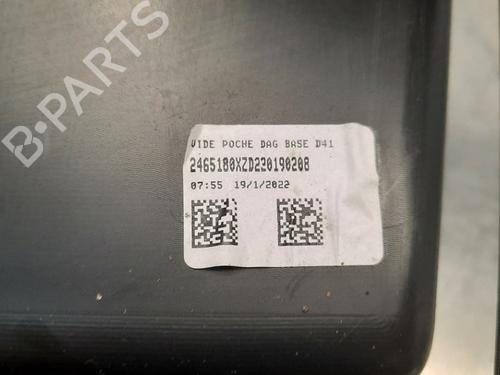 B-PARTS
VIDE POCHE DAG BASE D41
2465180XZD220190208
07:55 19/1/2022